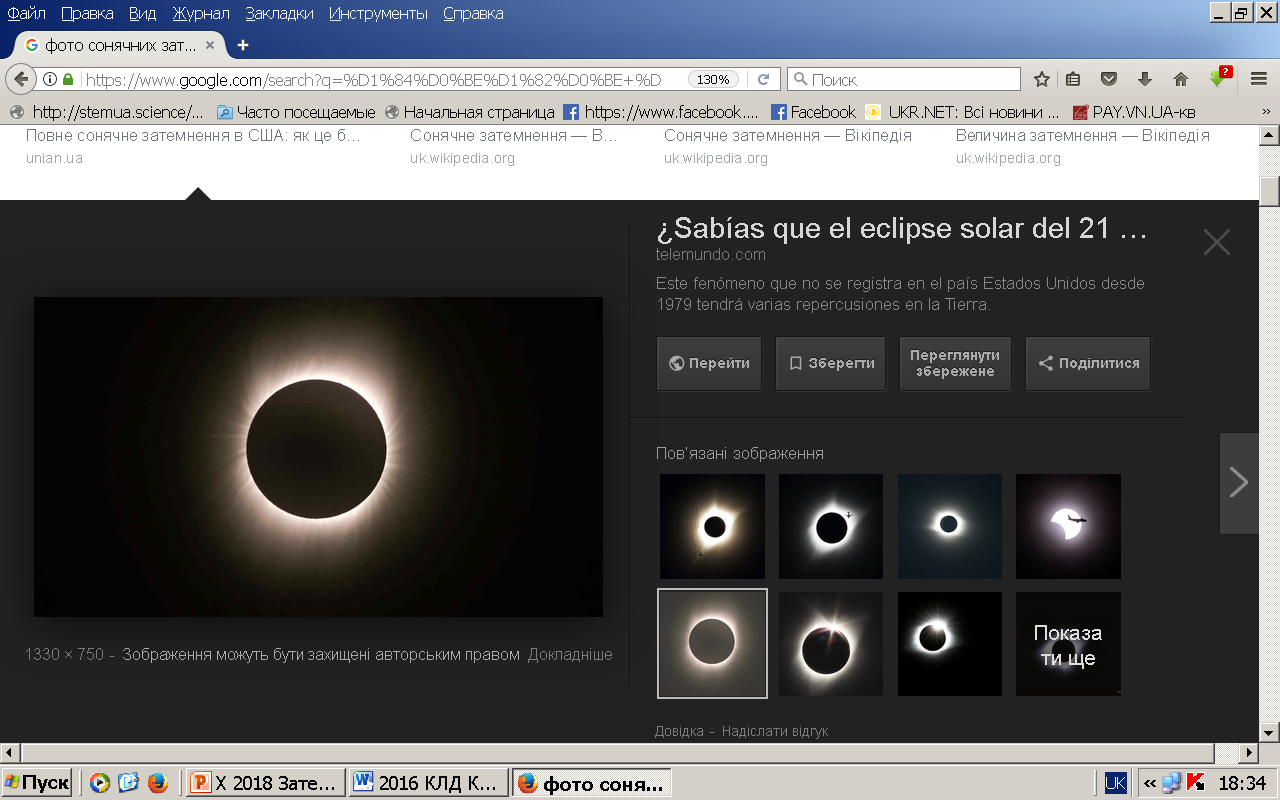 Файл Правка Вид Журнал Закладки Инструменты Справка
фото сонячних зат...
https://www.google.com/search?q=%D1%84%D0%BE%D1%82%D0%BE+%D 130% Поиск
http://stemua.science/... Часто посещаемые Начальная страница https://www.facebook.... Facebook UKR.NET: Всі новини ... PAY.VN.UA-кв »
Повне сонячне затемнення в США: як це б... Сонячне затемнення — В... Сонячне затемнення — Вікіпедія Величина затемнення — Вікіпедія
unian.ua uk.wikipedia.org uk.wikipedia.org uk.wikipedia.org
¿Sabías que el eclipse solar del 21 ...
telemundo.com
Este fenómeno que no se registra en el país Estados Unidos desde
1979 tendrá varias repercusiones en la Tierra.
Перейти Зберегти Переглянути збережене Поділитися
Пов'язані зображення
Показа
ти ще
1330 × 750 - Зображення можуть бути захищені авторським правом Докладніше
Довідка - Надіслати відгук
Пуск X 2018 Зате... 2016 КЛД К... фото соня... UK « 18:34